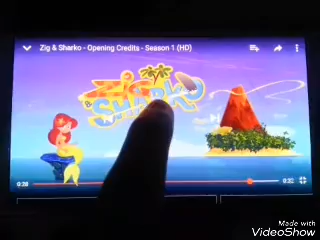 Zig & Sharko - Opening Credits - Season 1 (HD)
ZIG
&
SHARKO
0:28
0:32
Made with
VideoShow